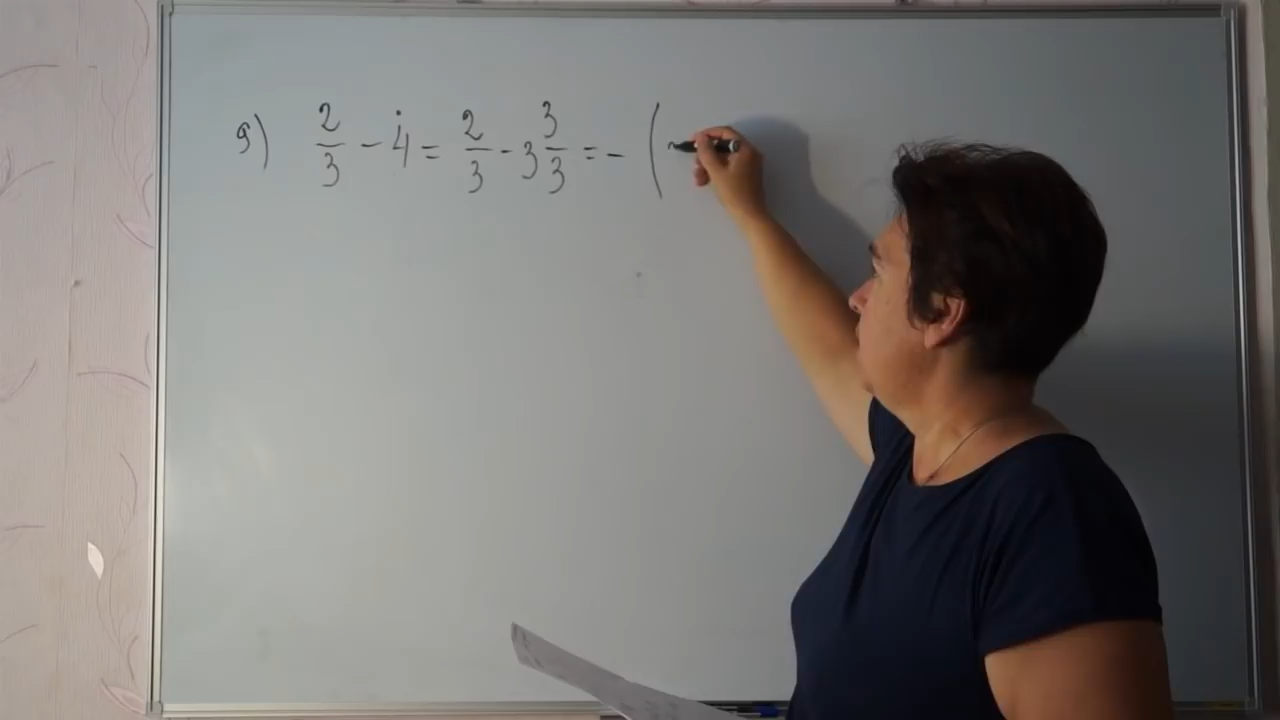 9) 2/3 - 4 = 2/3 - 3 3/3 = - (